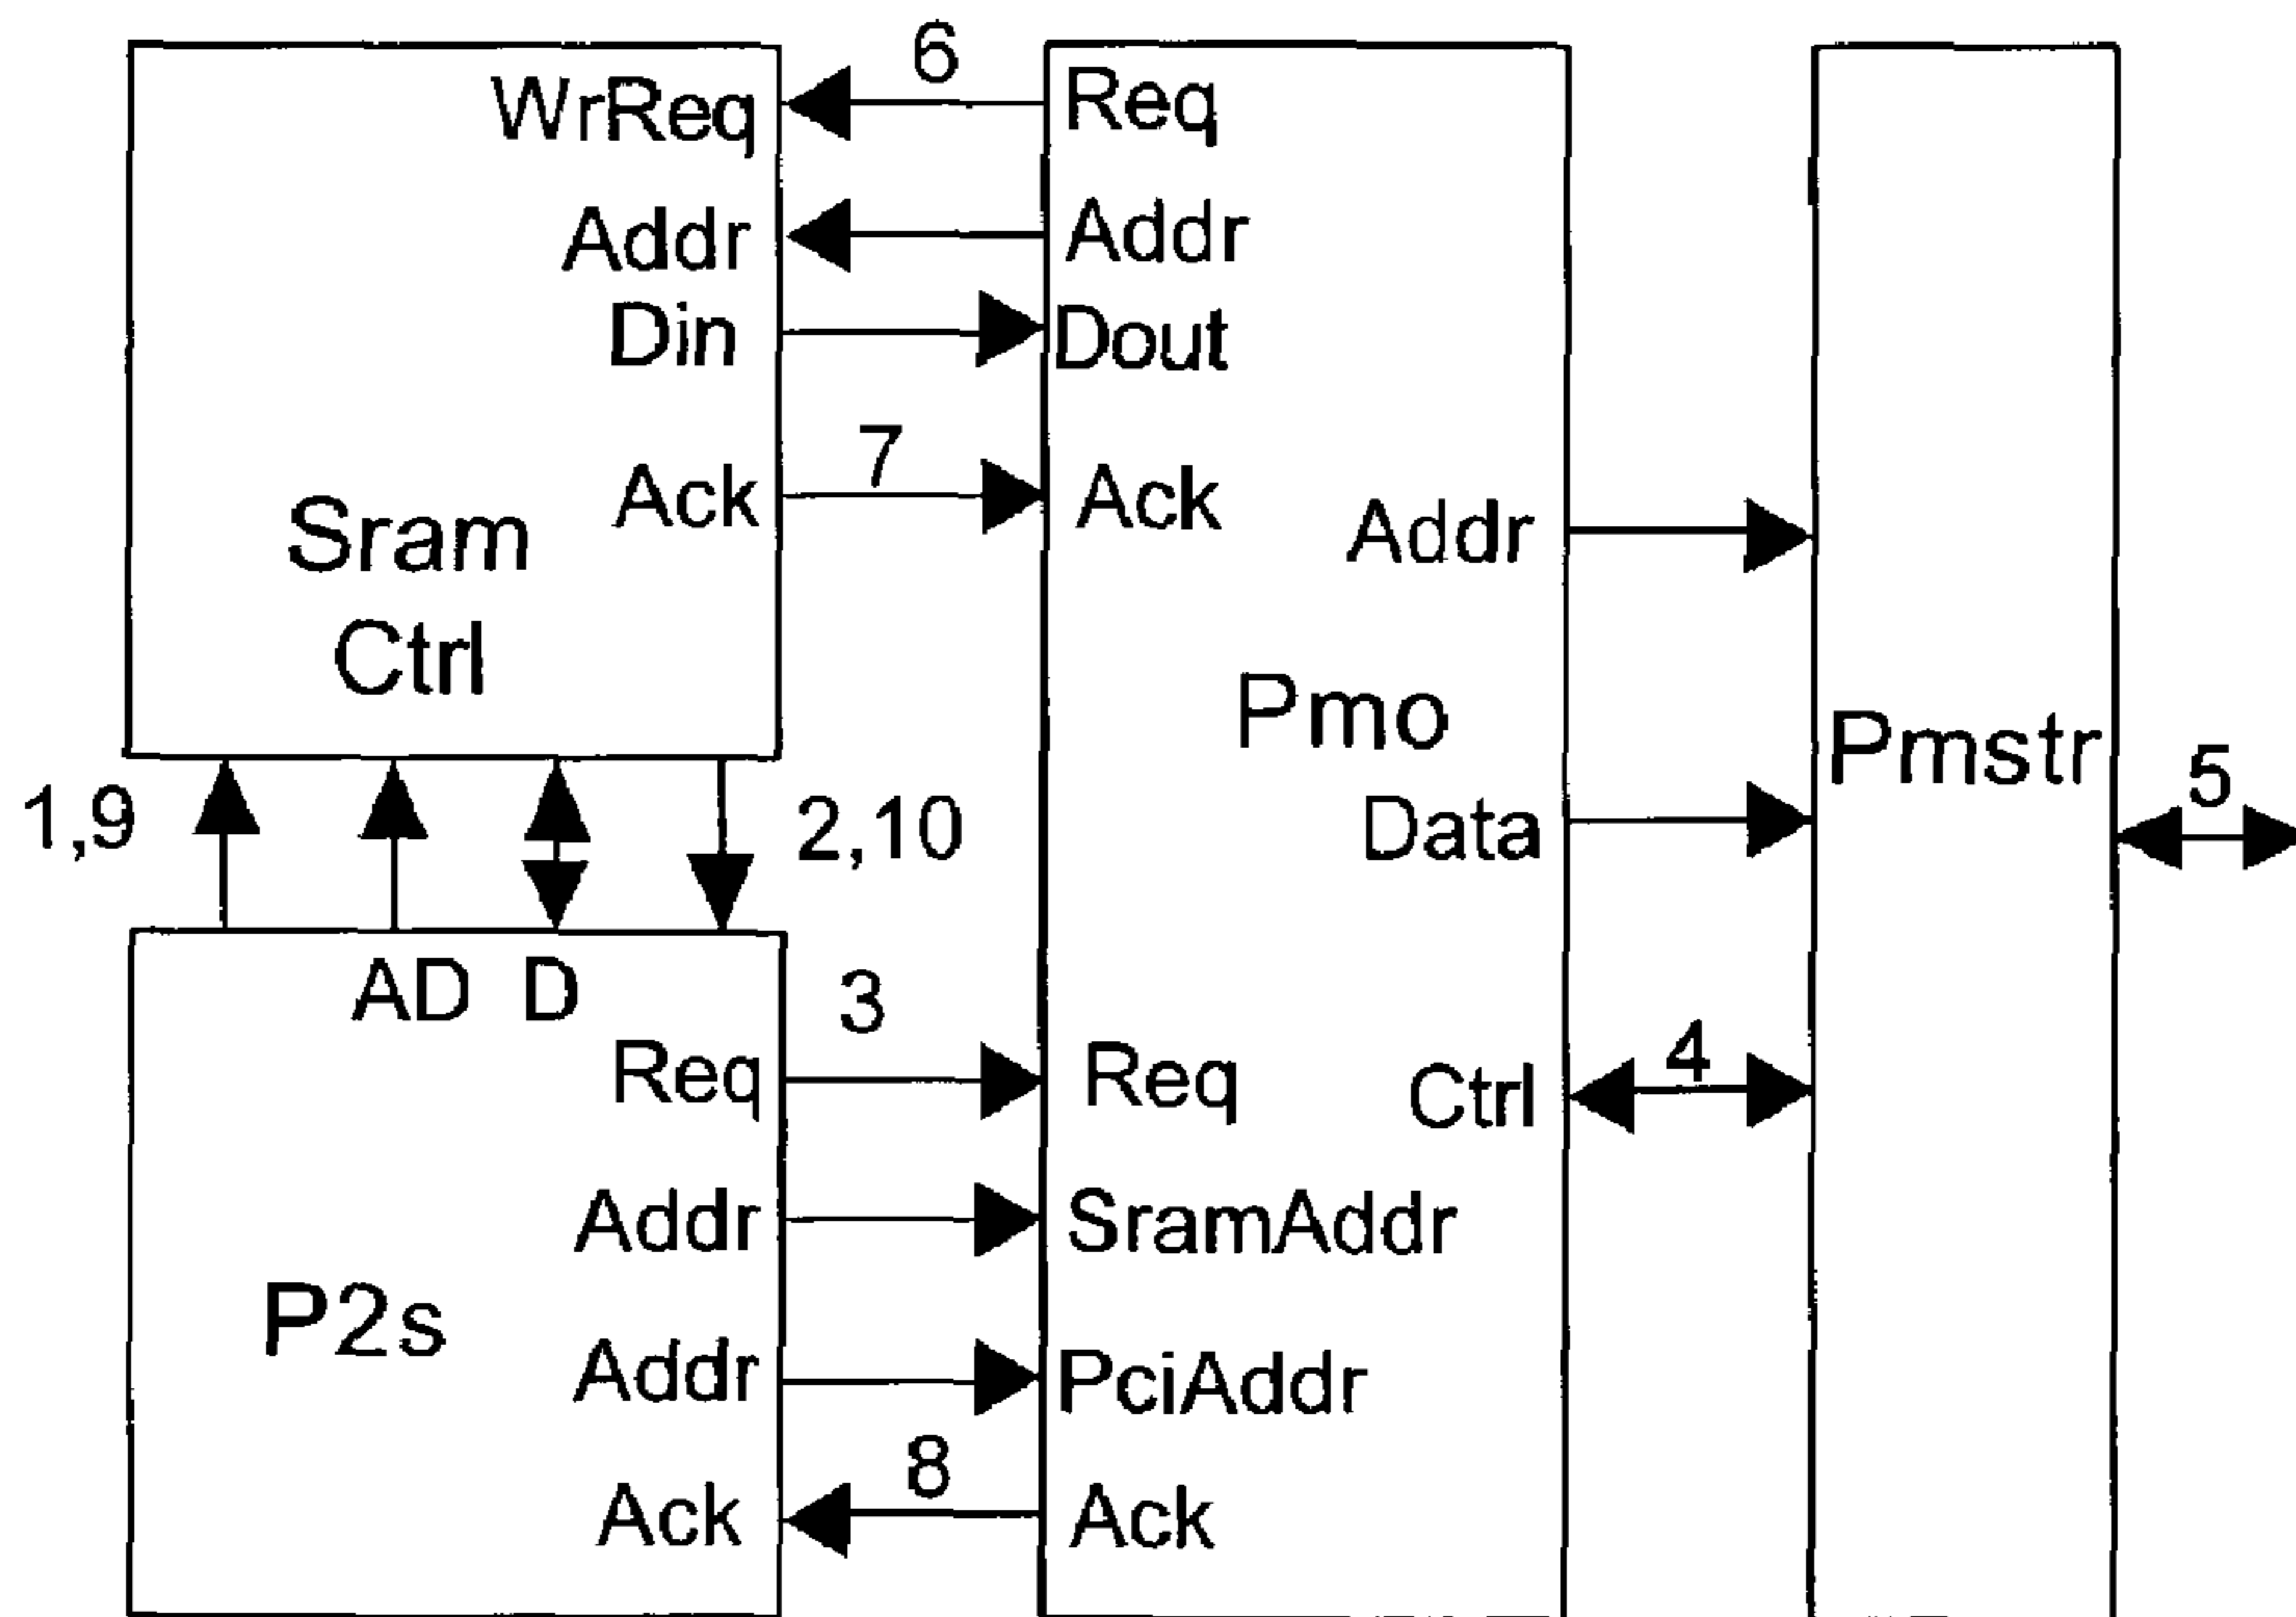 6
WrReq
Req
Addr
Addr
Din
Dout
7
Ack
Ack
Addr
Sram
Ctrl
Pmo
Pmstr
1,9
2,10
Data
5
AD
D
3
Req
Req
4
Ctrl
Addr
SramAddr
P2s
Addr
PciAddr
8
Ack
Ack